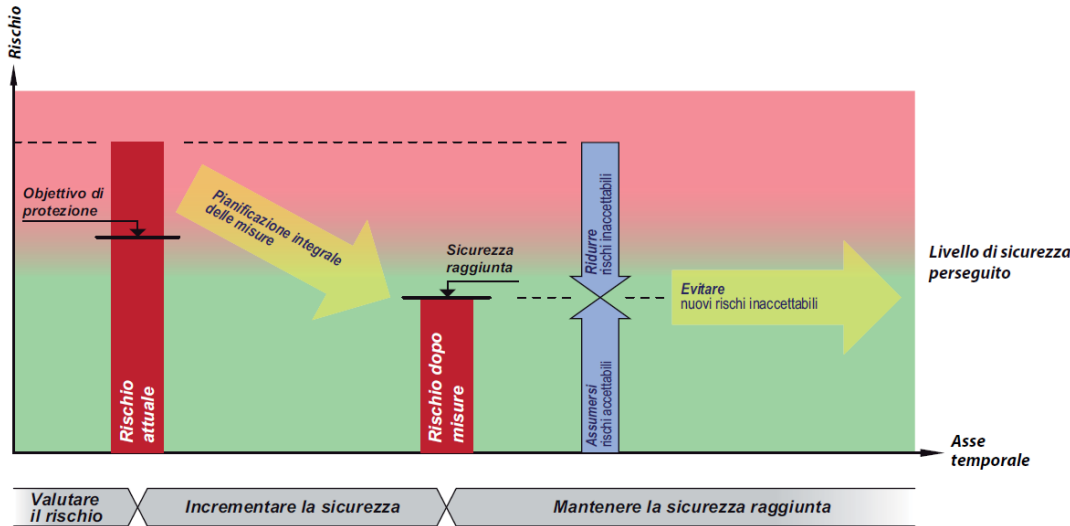 Rischio
Objettivo di
protezione
Pianificazione integrale
delle misure
Sicurezza
raggiunta
Ridurre
rischi inaccettabili
Evitare
nuovi rischi inaccettabili
Livello di sicurezza
perseguito
Rischio
attuale
Rischio dopo
misure
Assumersi
rischi accettabili
Asse
temporale
Valutare
il rischio
Incrementare la sicurezza
Mantenere la sicurezza raggiunta